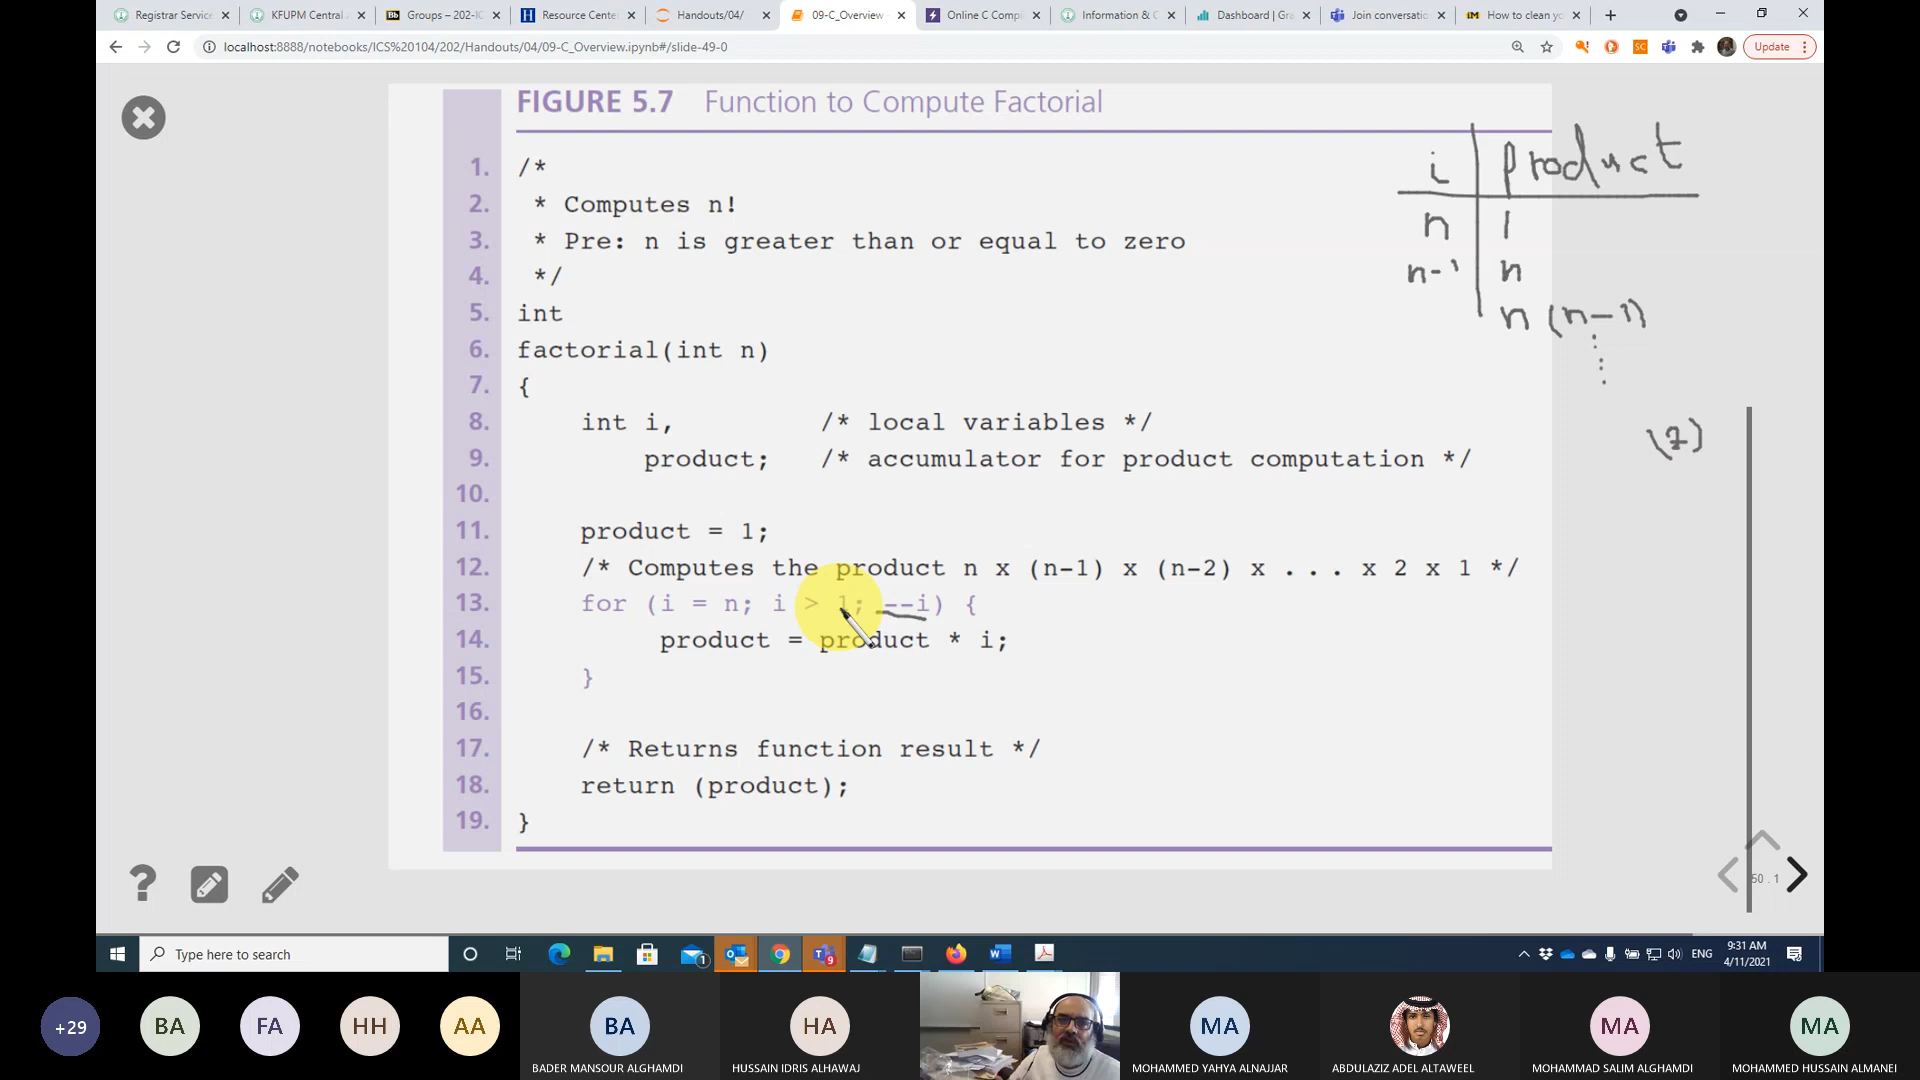 Registrar Service
KFUPM Central A
Groups – 202-IC
Resource Cente
Handouts/04/
09-C_Overview
Online C Compi
Information & C
Dashboard | Gra
Join conversatio
How to clean yo
localhost:8888/notebooks/ICS%20104/202/Handouts/04/09-C_Overview.ipynb#/slide-49-0
Update
FIGURE 5.7 Function to Compute Factorial
1. /*
2. * Computes n!
3. * Pre: n is greater than or equal to zero
4. */
5. int
6. factorial(int n)
7. {
8. int i, /* local variables */
9. product; /* accumulator for product computation */
10.
11. product = 1;
12. /* Computes the product n x (n-1) x (n-2) x . . . x 2 x 1 */
13. for (i = n; i > 1; --i) {
14. product = product * i;
15. }
16.
17. /* Returns function result */
18. return (product);
19. }
i product
n 1
n-1 n
n (n-1)
(2)
50 . 1
Type here to search
ENG
9:31 AM
4/11/2021
+29
BA
FA
HH
AA
BA
BADER MANSOUR ALGHAMDI
HA
HUSSAIN IDRIS ALHAWAJ
MA
MOHAMMED YAHYA ALNAJJAR
ABDULAZIZ ADEL ALTAWEEL
MA
MOHAMMAD SALIM ALGHAMDI
MA
MOHAMMED HUSSAIN ALMANEI